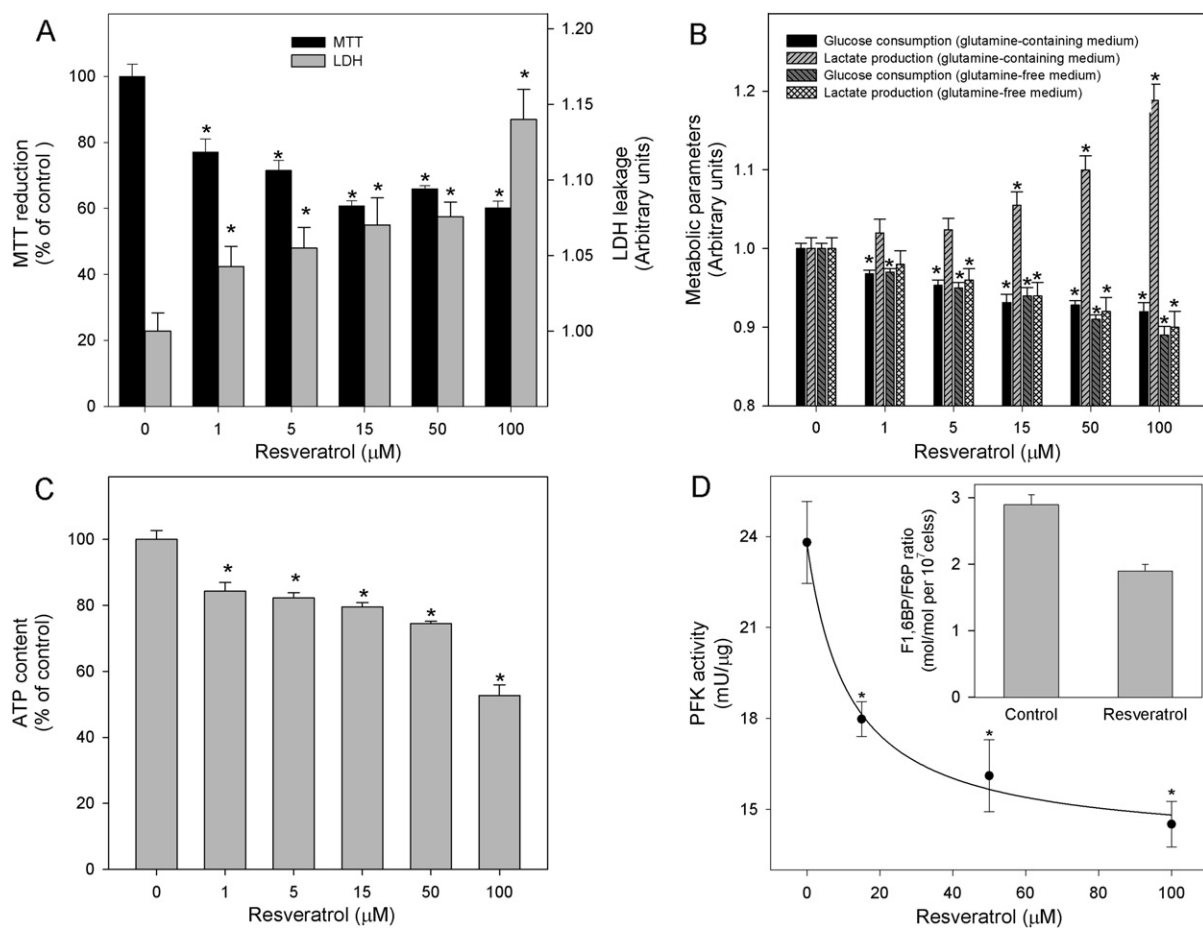 A
MTT
LDH
MTT reduction
(% of control)
LDH leakage
(Arbitrary units)
100
80
60
40
20
0
1.20
1.15
1.10
1.05
1.00
*
*
*
*
*
*
*
*
*
*
0 1 5 15 50 100
Resveratrol (μM)
B
Glucose consumption (glutamine-containing medium)
Lactate production (glutamine-containing medium)
Glucose consumption (glutamine-free medium)
Lactate production (glutamine-free medium)
Metabolic parameters
(Arbitrary units)
1.2
1.1
1.0
0.9
0.8
* *
* * *
* * * *
* * * *
* * * *
0 1 5 15 50 100
Resveratrol (μM)
C
ATP content
(% of control)
100
80
60
40
20
0
* * * * *
0 1 5 15 50 100
Resveratrol (μM)
D
PFK activity
(mU/μg)
24
21
18
15
* * *
0 20 40 60 80 100
Resveratrol (μM)
F1,6BP/F6P ratio
(mol/mol per 10⁷celss)
3
2
1
0
Control Resveratrol